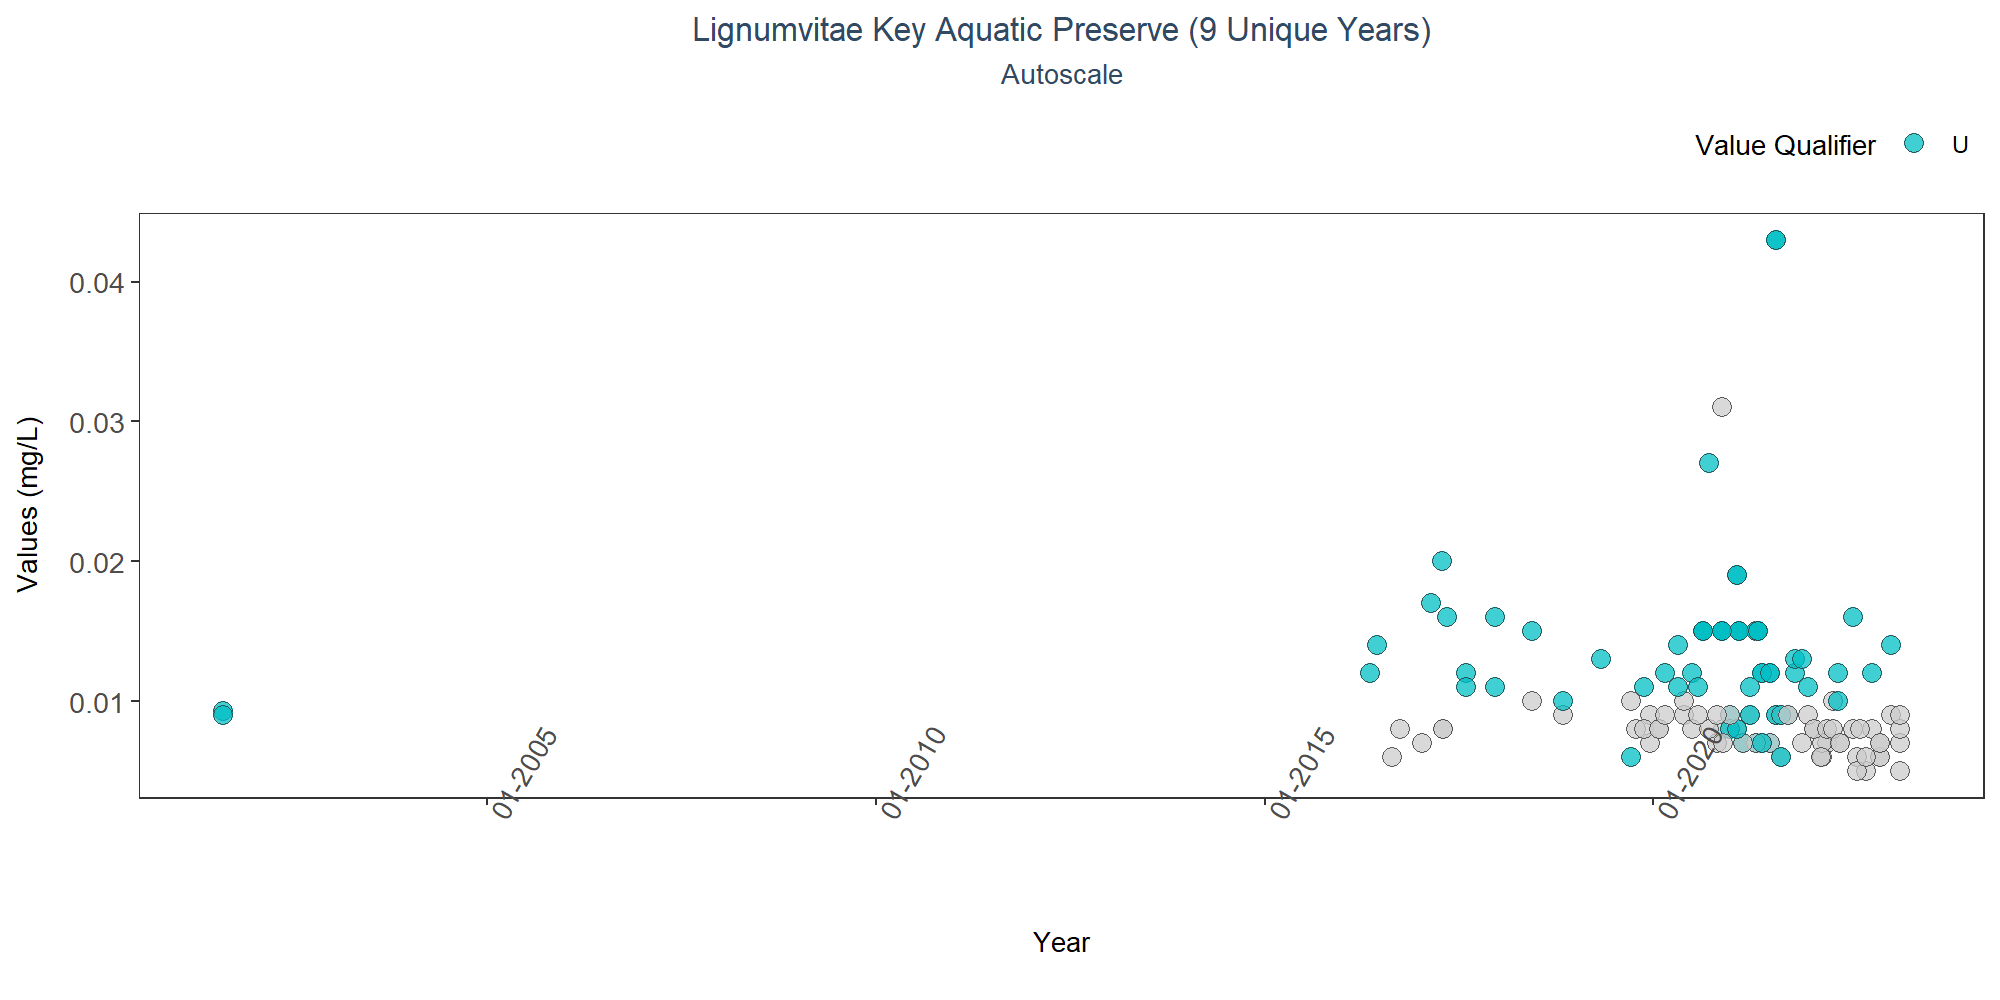 Lignumvitae Key Aquatic Preserve (9 Unique Years)
Autoscale
Value Qualifier U
Values (mg/L)
0.04
0.03
0.02
0.01
01-2005
01-2010
01-2015
01-2020
Year